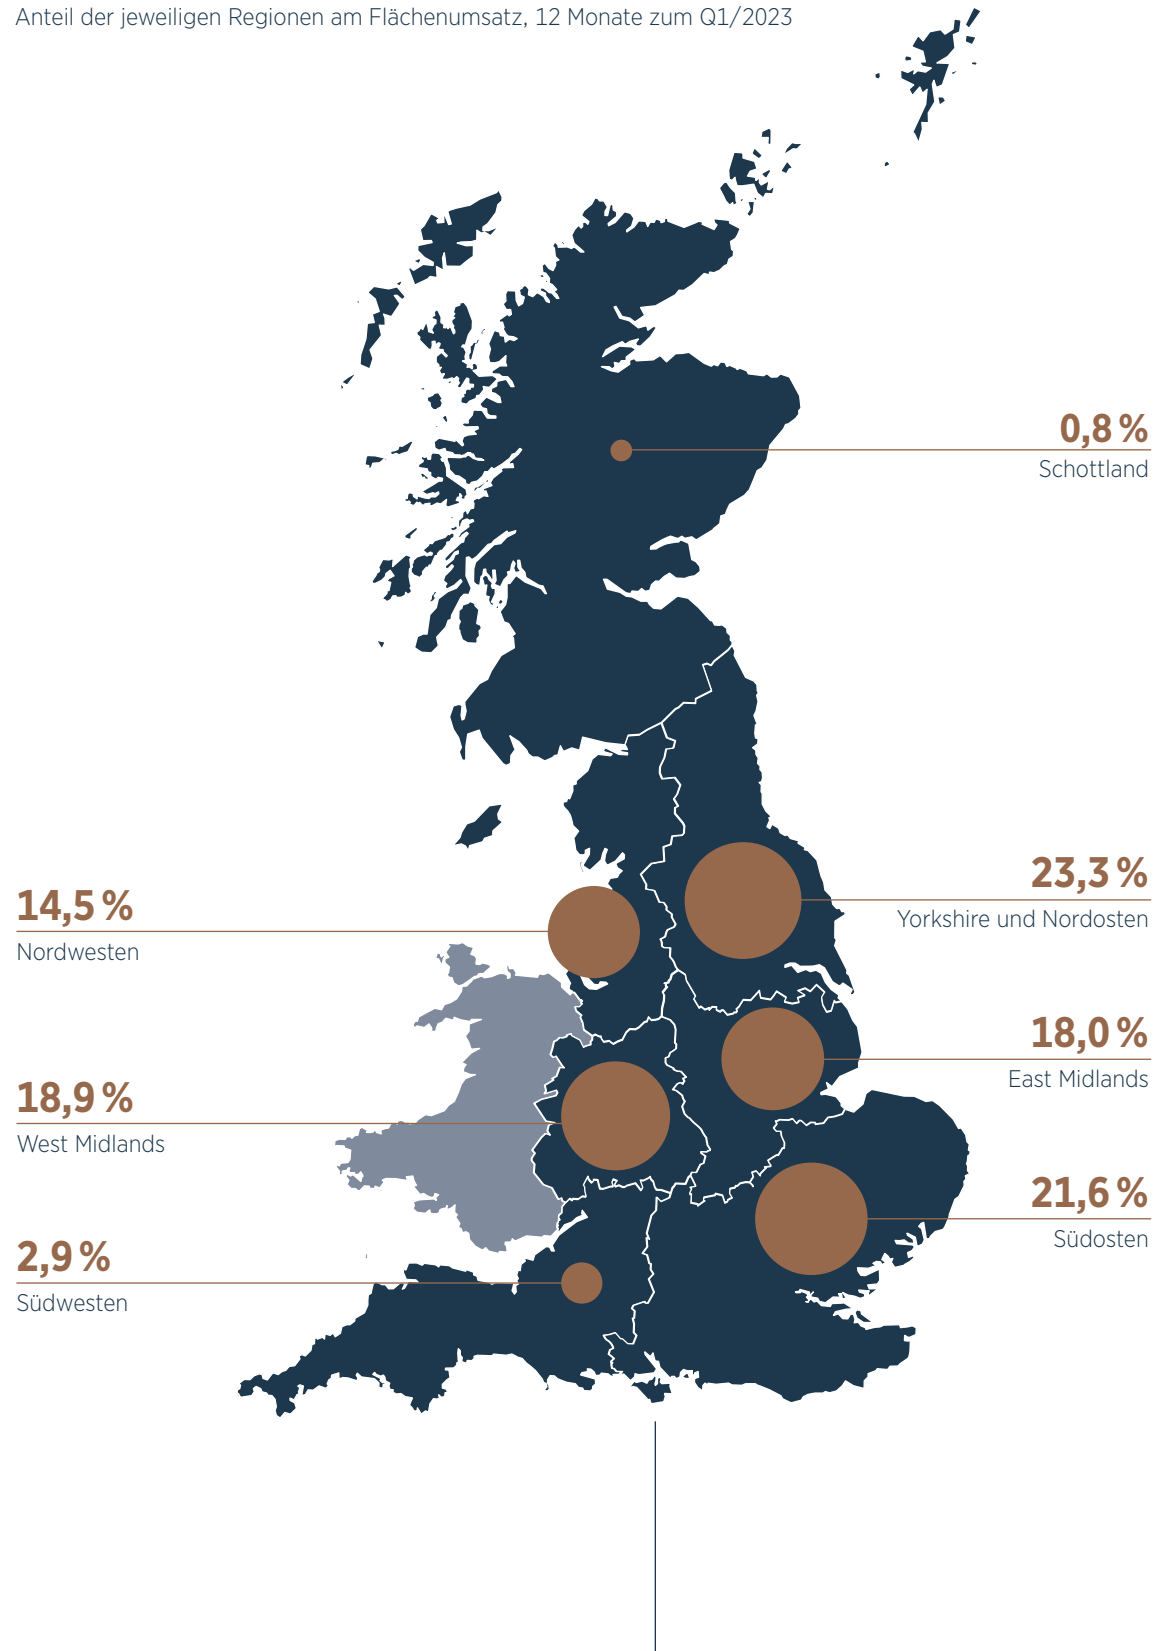 Anteil der jeweiligen Regionen am Flächenumsatz, 12 Monate zum Q1/2023
0,8 %
Schottland
23,3 %
Yorkshire und Nordosten
14,5 %
Nordwesten
18,0 %
East Midlands
18,9 %
West Midlands
21,6 %
Südosten
2,9 %
Südwesten